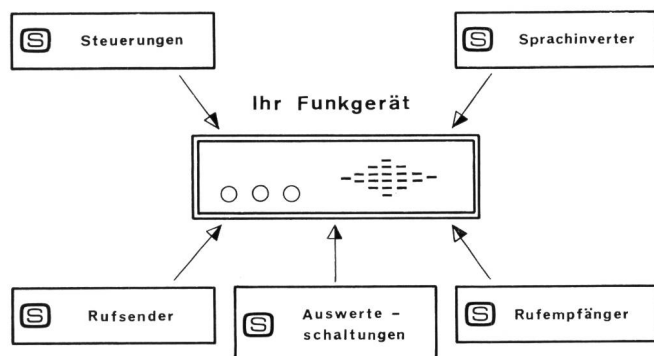 S Steuerungen
S Sprachinverter
Ihr Funkgerät
S Rufsender
S Auswerte –
schaltungen
S Rufempfänger